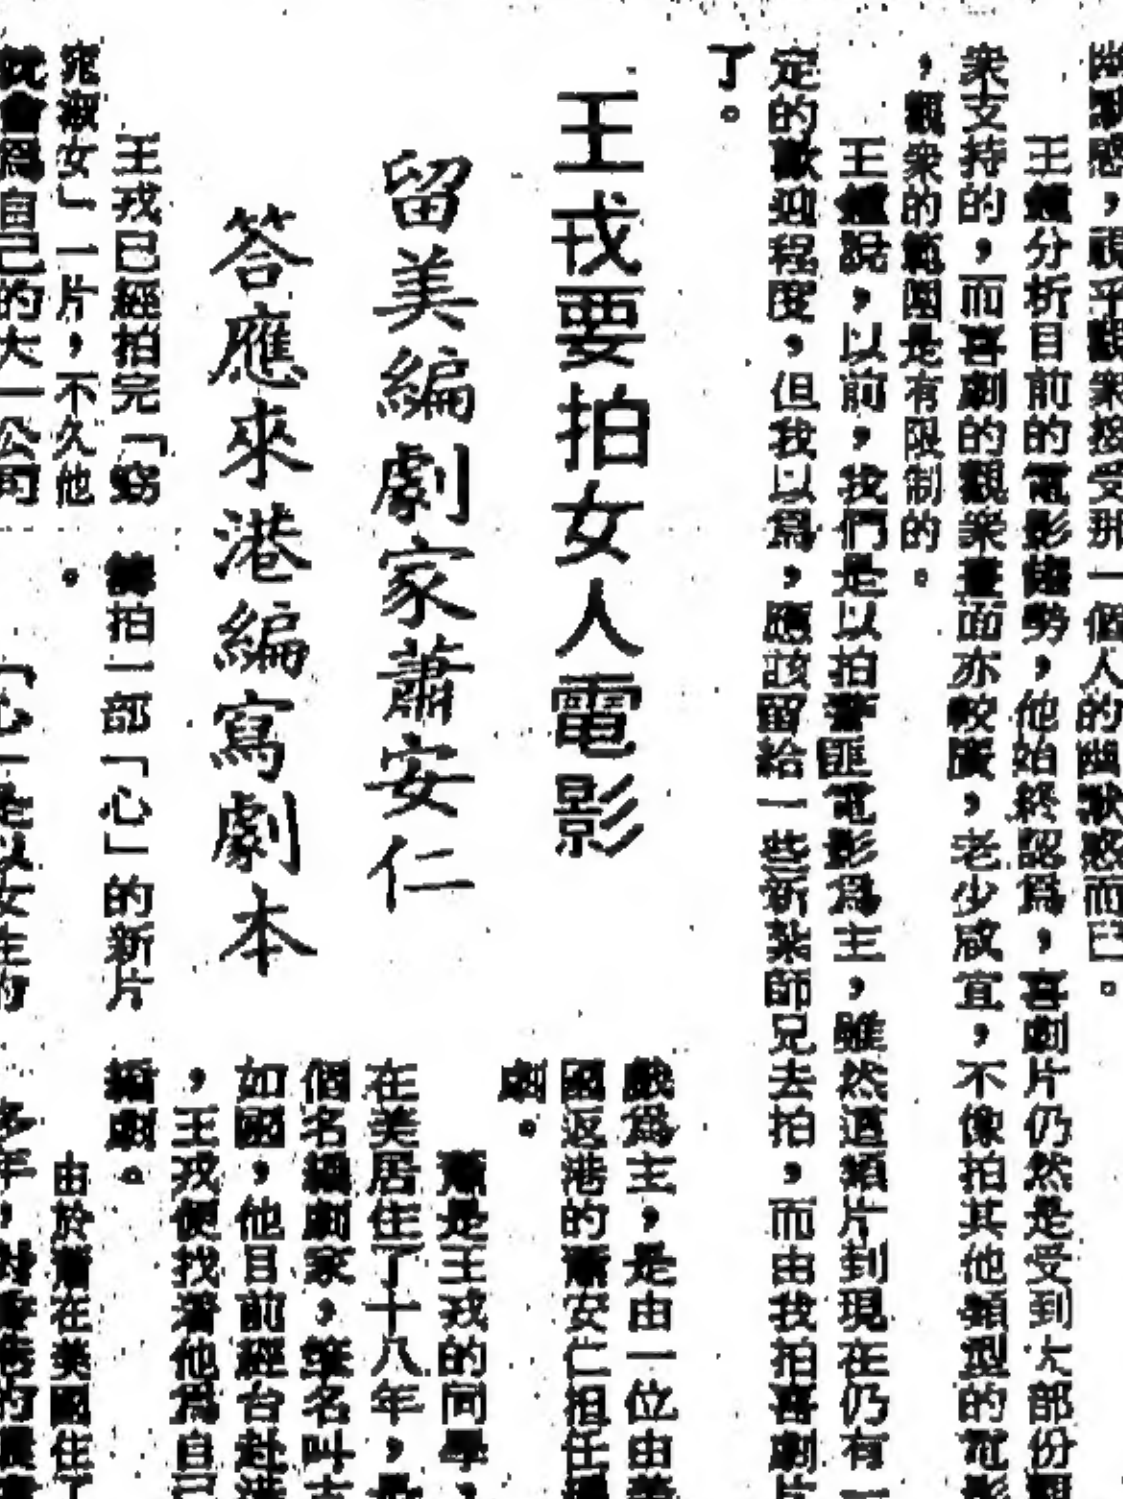 幽默感，視乎觀衆接受那一個人的幽默感而已。
王鍾分析目前的電影趨勢，他始終認爲，喜劇片仍然是受到大部份觀
衆支持的，而喜劇的觀衆層面亦較廣，老少咸宜，不像拍其他類型的電影
，觀衆的範圍是有限制的。
王鍾說，以前，我們是以拍警匪電影爲主，雖然這類片到現在仍有一
定的歡迎程度，但我以爲，應該留給一些新紮師兄去拍，而由我拍喜劇片
了。
王戎要拍女人電影
留美編劇家蕭安仁
答應來港編寫劇本
王戎已經拍完「窈
窕淑女」一片，不久他
就會爲自己的大一公司
籌拍一部「心」的新片
。
「心」是以女性的
戲爲主，是由一位由美
國返港的蕭安仁担任編
劇。
蕭是王戎的同學，
在美居住了十八年，是
個名編劇家，筆名叫
如國，他目前經台赴港
，王戎便找着他爲自己
編劇。
由於蕭在美國住了
多年，對香港的